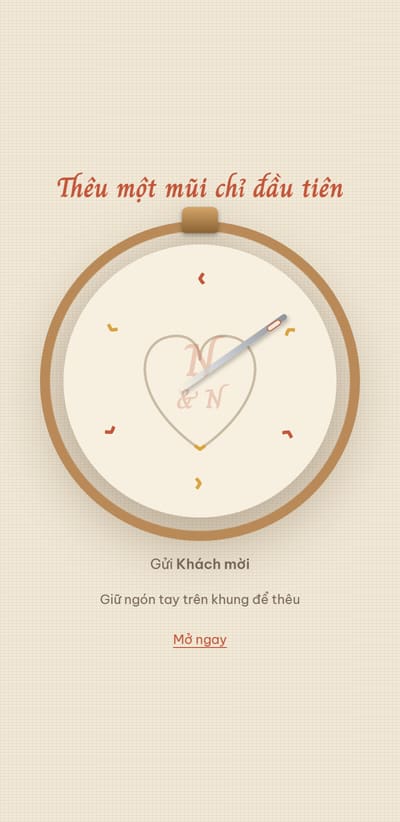 Thêu một mũi chỉ đầu tiên
N
& N
Gửi Khách mời
Giữ ngón tay trên khung để thêu
Mở ngay